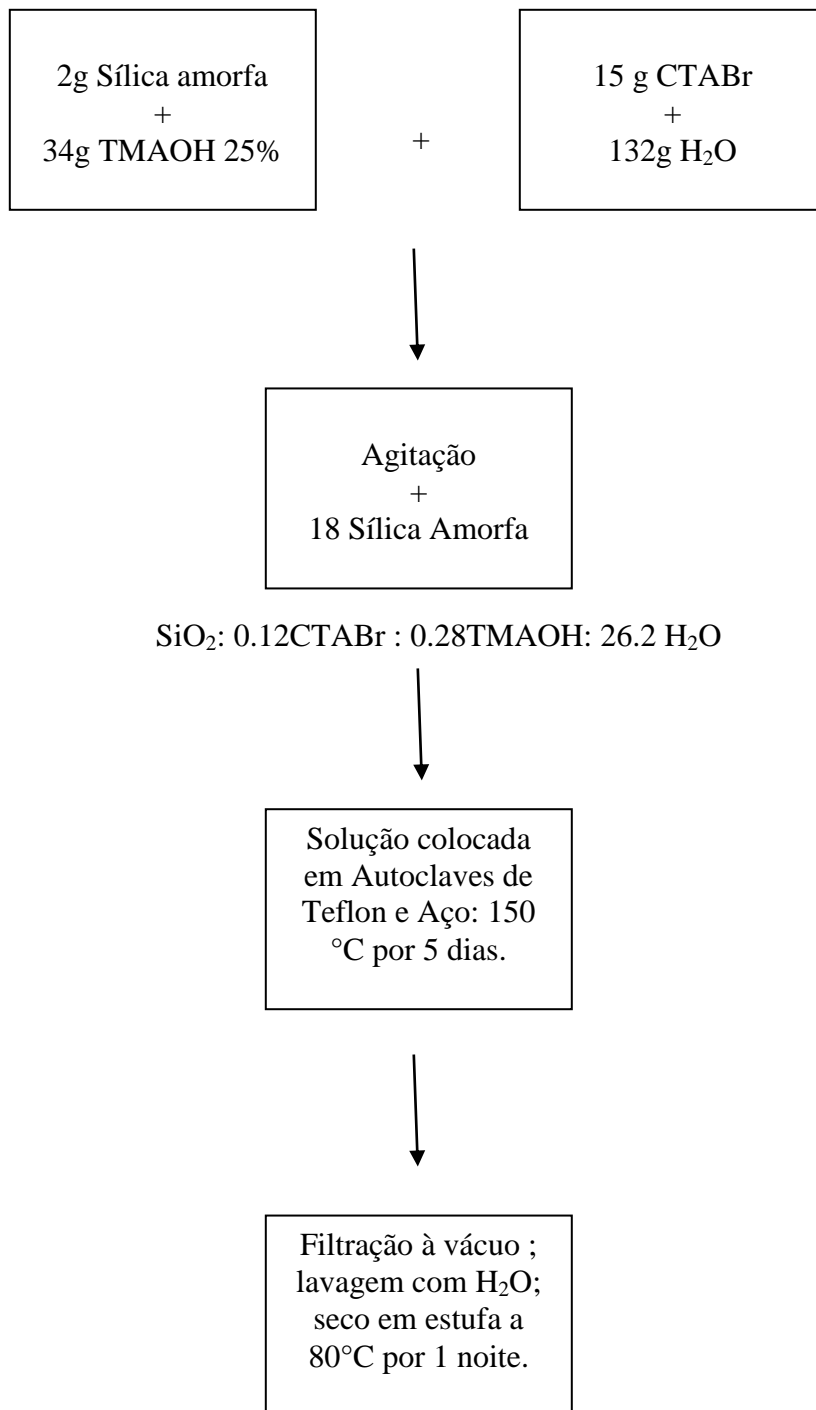 2g Sílica amorfa
+
34g TMAOH 25%
+
15 g CTABr
+
132g H₂O
Agitação
+
18 Sílica Amorfa
SiO₂: 0.12CTABr : 0.28TMAOH: 26.2 H₂O
Solução colocada
em Autoclaves de
Teflon e Aço: 150
°C por 5 dias.
Filtração à vácuo ;
lavagem com H₂O;
seco em estufa a
80°C por 1 noite.